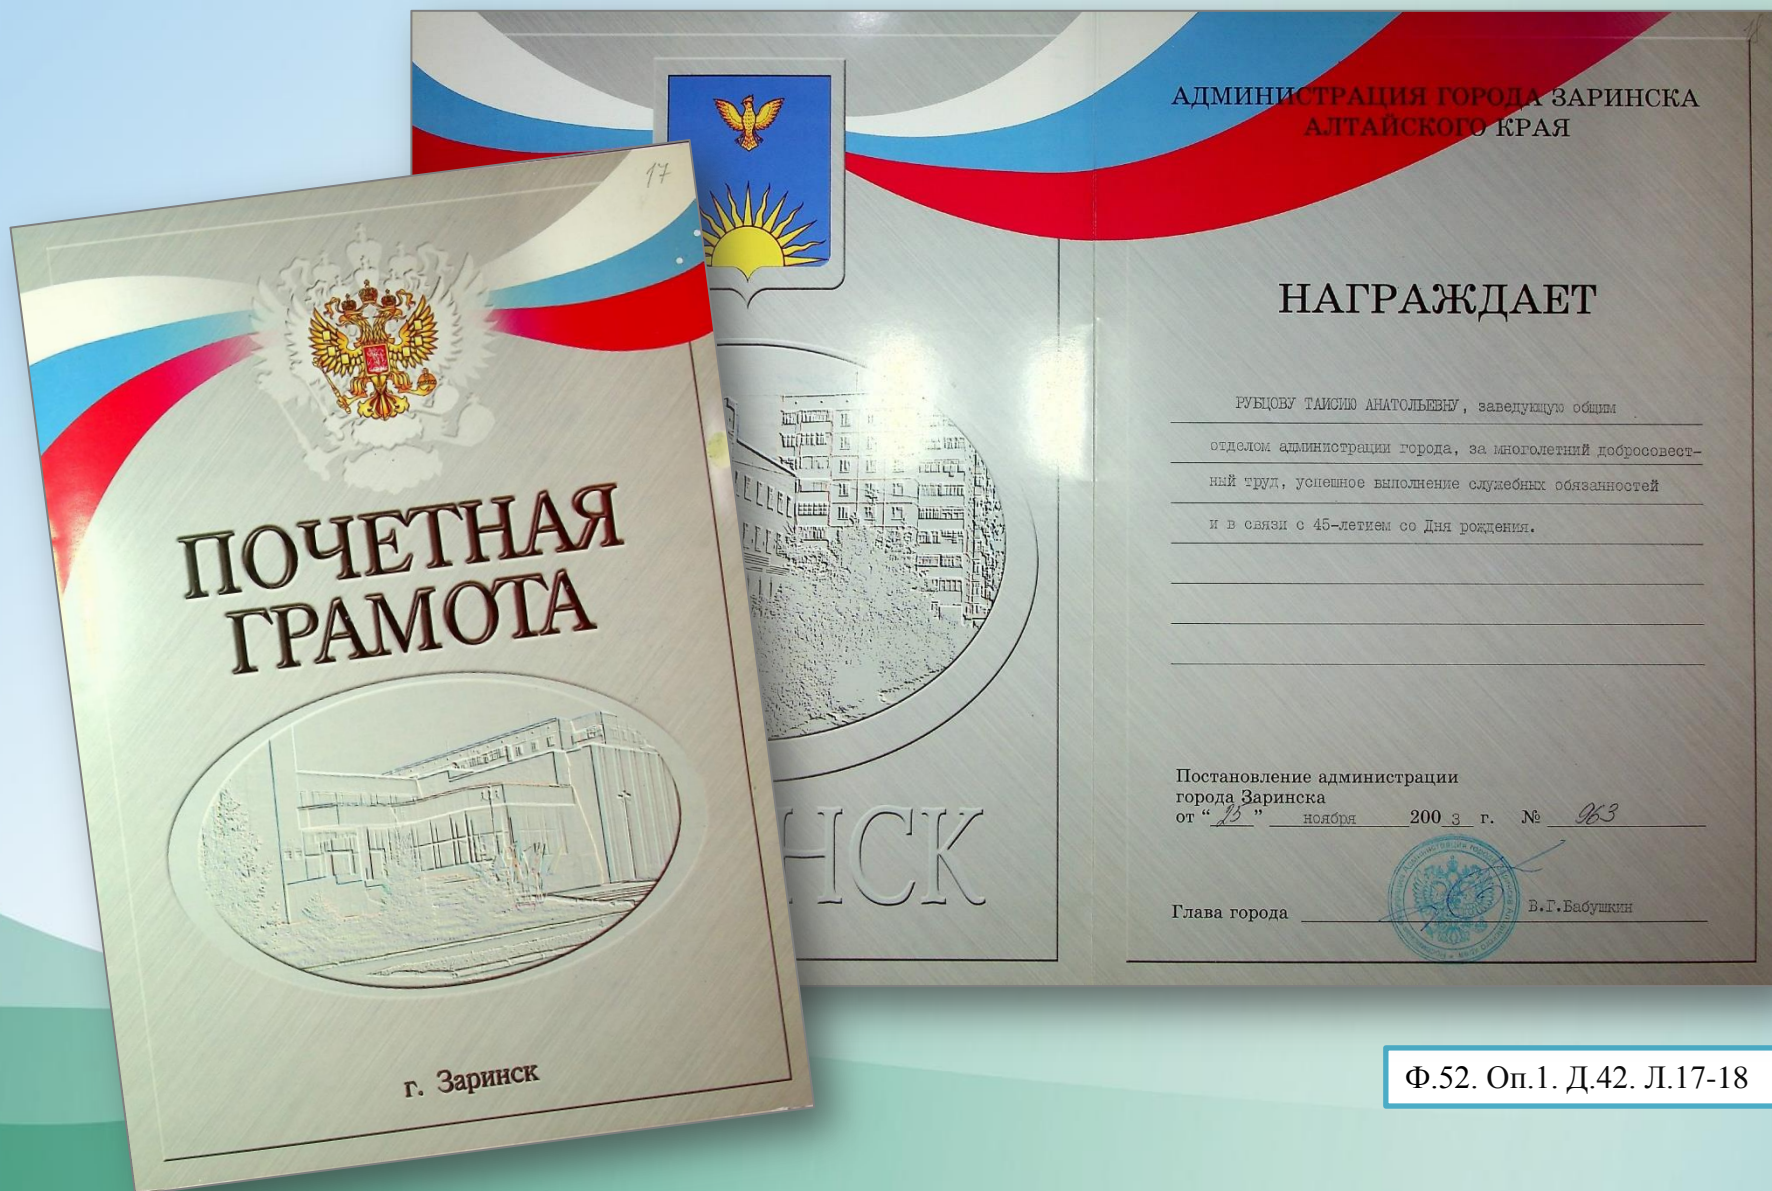 17
ПОЧЕТНАЯ
ГРАМОТА
г. Заринск
НСК
АДМИНИСТРАЦИЯ ГОРОДА ЗАРИНСКА
АЛТАЙСКОГО КРАЯ
НАГРАЖДАЕТ
РУБЦОВУ ТАИСИЮ АНАТОЛЬЕВНУ, заведующую общим
отделом администрации города, за многолетний добросовест-
ный труд, успешное выполнение служебных обязанностей
и в связи с 45-летием со Дня рождения.
Постановление администрации
города Заринска
от "25" ноября 2003 г. № 963
Глава города В.Г.Бабушкин
Ф.52. Оп.1. Д.42. Л.17-18